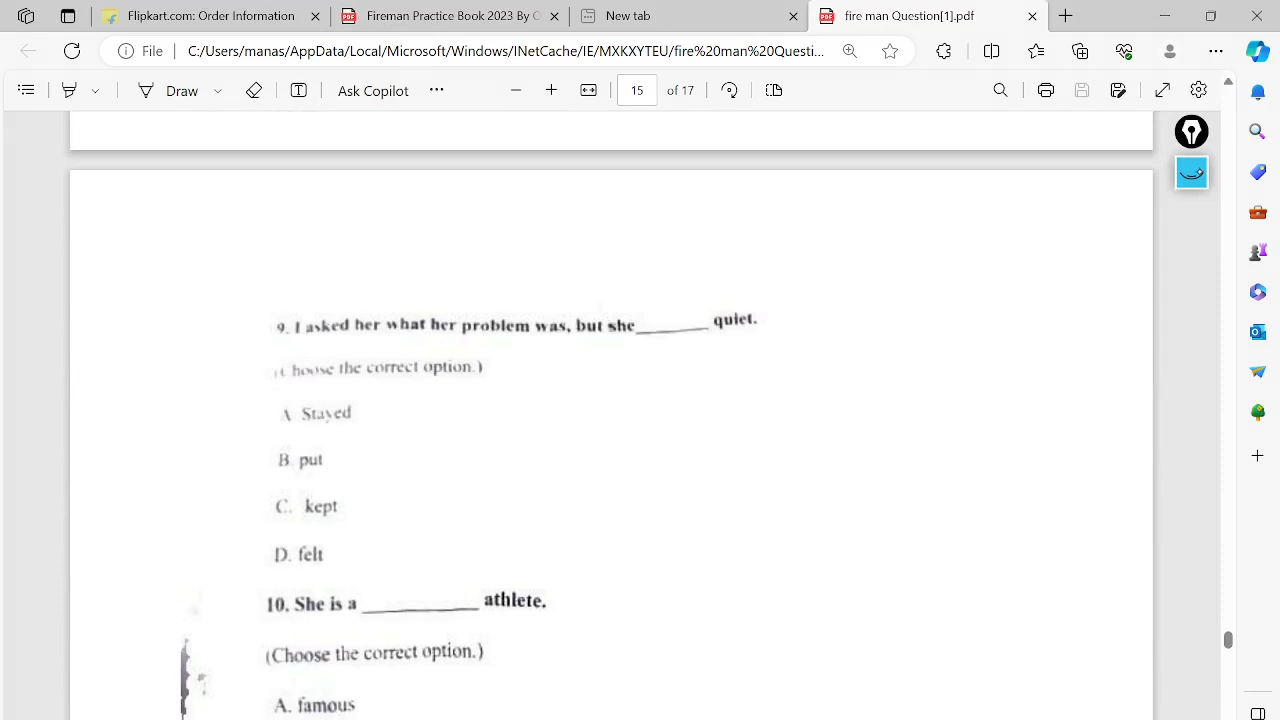 Flipkart.com: Order Information
Fireman Practice Book 2023 By C
New tab
fire man Question[1].pdf
File
C:/Users/manas/AppData/Local/Microsoft/Windows/INetCache/IE/MXKXYTEU/fire%20man%20Questi...
Draw
Ask Copilot
15 of 17
9. I asked her what her problem was, but she________ quiet.
(Choose the correct option.)
A Stayed
B. put
C. kept
D. felt
10. She is a ____________ athlete.
(Choose the correct option.)
A. famous